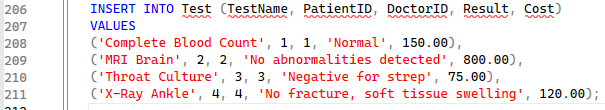 206 INSERT INTO Test (TestName, PatientID, DoctorID, Result, Cost)
207 VALUES
208 ('Complete Blood Count', 1, 1, 'Normal', 150.00),
209 ('MRI Brain', 2, 2, 'No abnormalities detected', 800.00),
210 ('Throat Culture', 3, 3, 'Negative for strep', 75.00),
211 ('X-Ray Ankle', 4, 4, 'No fracture, soft tissue swelling', 120.00);